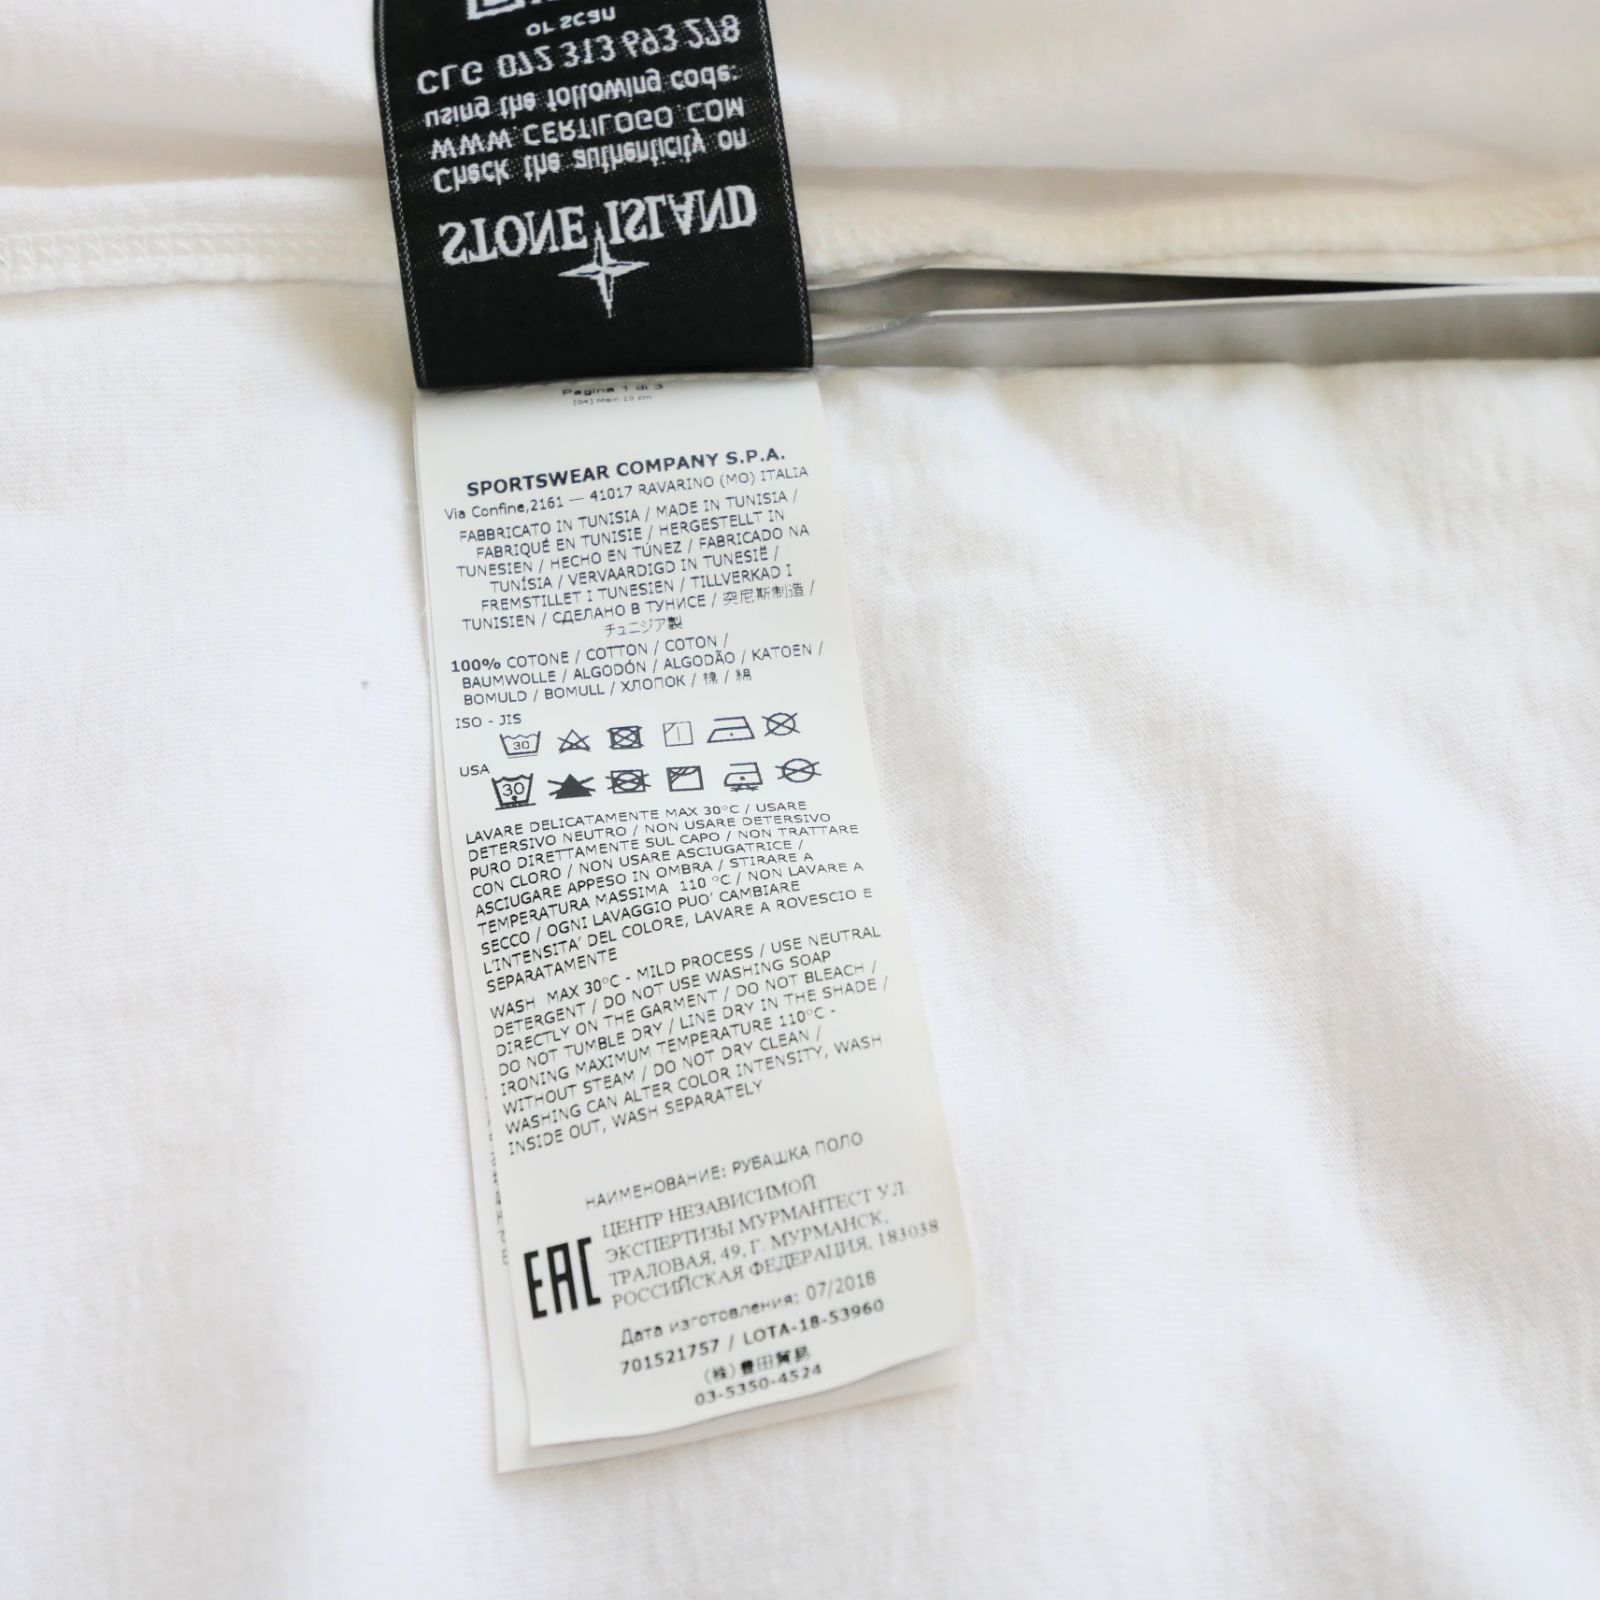 OR SCAN
CLG 072 313 693 278
using the following code:
WWW.CERTILOGO.COM
Check the authenticity on
STONE ISLAND
Pagina 1 di 3
[04] Main 10 cm
SPORTSWEAR COMPANY S.P.A.
Via Confine,2161 — 41017 RAVARINO (MO) ITALIA
FABBRICATO IN TUNISIA / MADE IN TUNISIA /
FABRIQUÉ EN TUNISIE / HERGESTELLT IN
TUNESIEN / HECHO EN TÚNEZ / FABRICADO NA
TUNÍSIA / VERVAARDIGD IN TUNESIË /
FREMSTILLET I TUNESIEN / TILLVERKAD I
TUNISIEN / СДЕЛАНО В ТУНИСЕ / 突尼斯制造 /
チュニジア製
100% COTONE / COTTON / COTON /
BAUMWOLLE / ALGODÓN / ALGODÃO / KATOEN /
BOMULD / BOMULL / ХЛОПОК / 棉 / 綿
ISO - JIS
30
USA
30
LAVARE DELICATAMENTE MAX 30°C / USARE
DETERSIVO NEUTRO / NON USARE DETERSIVO
PURO DIRETTAMENTE SUL CAPO / NON TRATTARE
CON CLORO / NON USARE ASCIUGATRICE /
ASCIUGARE APPESO IN OMBRA / STIRARE A
TEMPERATURA MASSIMA 110 °C / NON LAVARE A
SECCO / OGNI LAVAGGIO PUO' CAMBIARE
L'INTENSITA' DEL COLORE, LAVARE A ROVESCIO E
SEPARATAMENTE
WASH MAX 30°C - MILD PROCESS / USE NEUTRAL
DETERGENT / DO NOT USE WASHING SOAP
DIRECTLY ON THE GARMENT / DO NOT BLEACH /
DO NOT TUMBLE DRY / LINE DRY IN THE SHADE /
IRONING MAXIMUM TEMPERATURE 110°C -
WITHOUT STEAM / DO NOT DRY CLEAN /
WASHING CAN ALTER COLOR INTENSITY, WASH
INSIDE OUT, WASH SEPARATELY
НАИМЕНОВАНИЕ: РУБАШКА ПОЛО
EAC
ЦЕНТР НЕЗАВИСИМОЙ
ЭКСПЕРТИЗЫ МУРМАНТЕСТ УЛ.
ТРАЛОВАЯ, 49, Г. МУРМАНСК,
РОССИЙСКАЯ ФЕДЕРАЦИЯ, 183038
Дата изготовления: 07/2018
701521757 / LOTA-18-53960
(株)豊田貿易
03-5350-4524